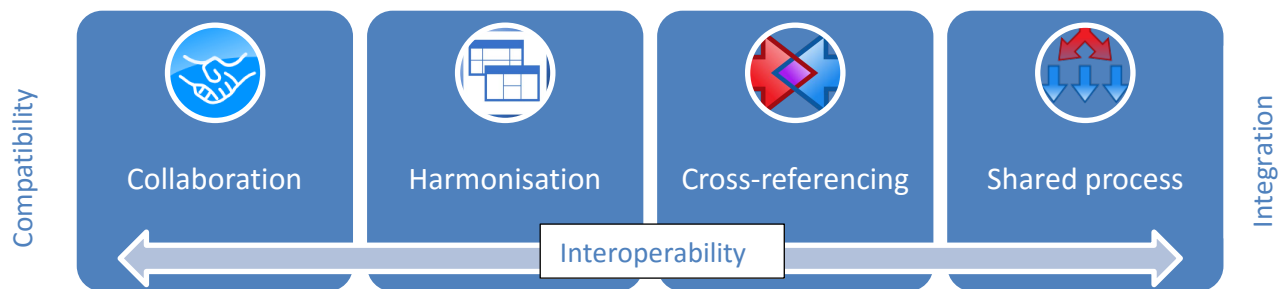 Compatibility
Collaboration
Harmonisation
Cross-referencing
Shared process
Integration
Interoperability